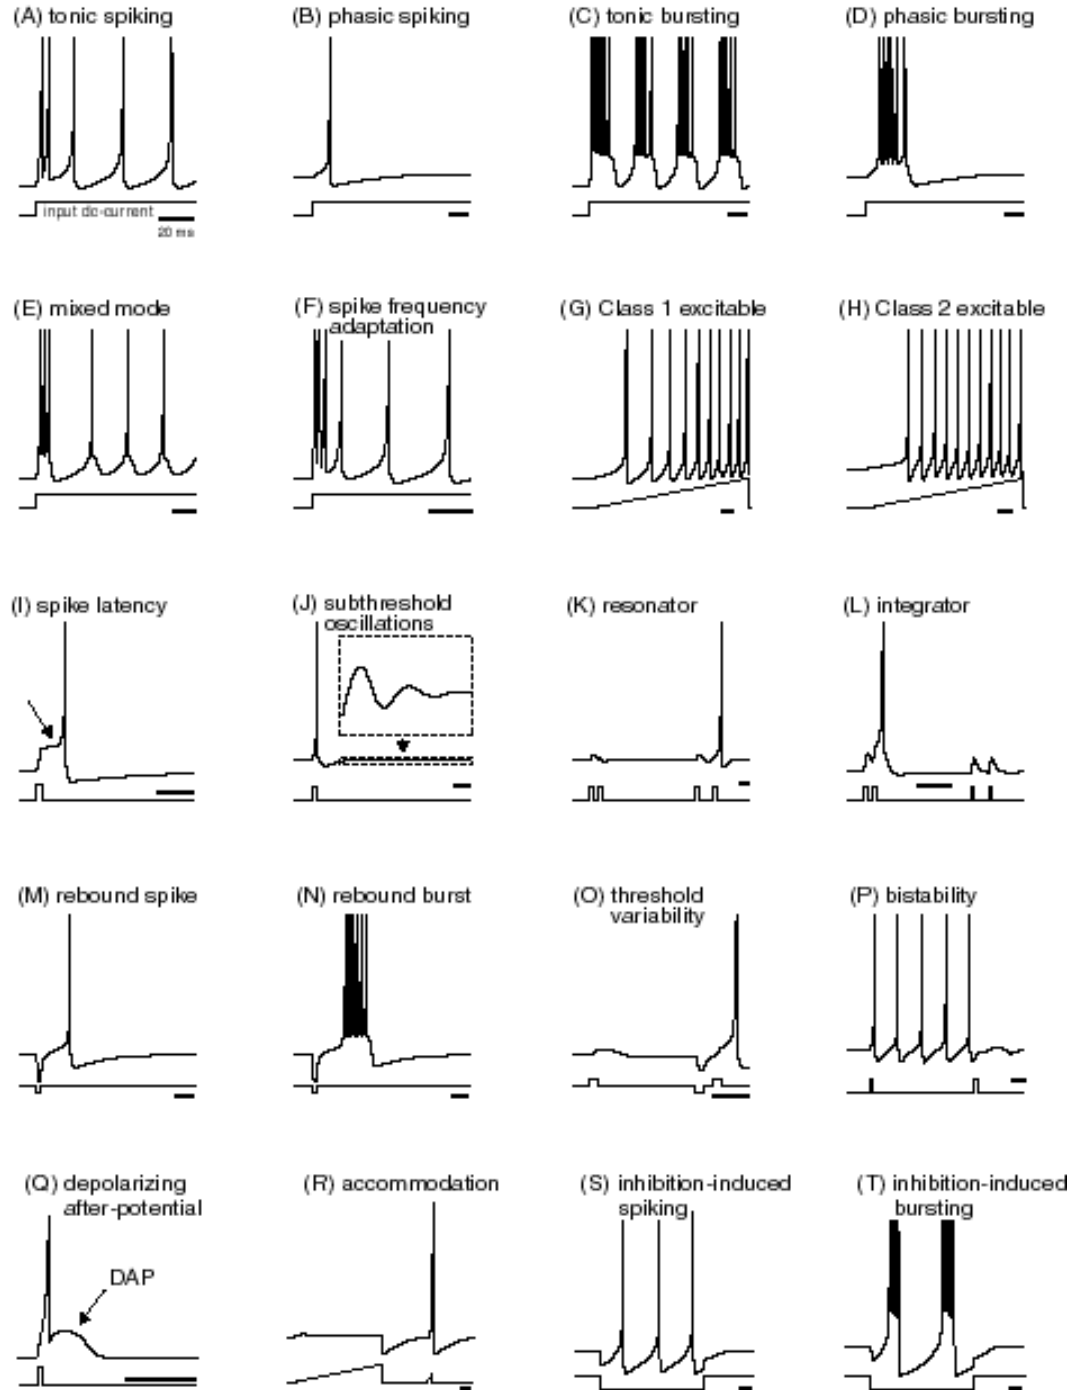 (A) tonic spiking
(B) phasic spiking
(C) tonic bursting
(D) phasic bursting
input dc-current
20 ms
(E) mixed mode
(F) spike frequency
adaptation
(G) Class 1 excitable
(H) Class 2 excitable
(I) spike latency
(J) subthreshold
oscillations
(K) resonator
(L) integrator
(M) rebound spike
(N) rebound burst
(O) threshold
variability
(P) bistability
(Q) depolarizing
after-potential
DAP
(R) accommodation
(S) inhibition-induced
spiking
(T) inhibition-induced
bursting